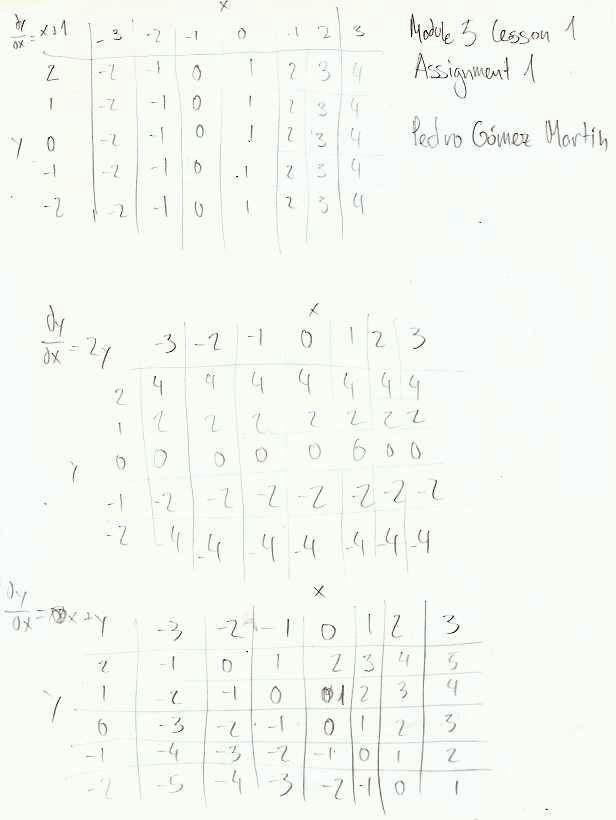 x
dy/dx = x+1 -3 -2 -1 0 1 2 3
2 -2 -1 0 1 2 3 4
1 -2 -1 0 1 2 3 4
y 0 -2 -1 0 1 2 3 4
-1 -2 -1 0 1 2 3 4
-2 -2 -1 0 1 2 3 4
Module 3 Lesson 1
Assignment 1
Pedro Gómez Martín
x
dy/dx = 2y -3 -2 -1 0 1 2 3
2 4 4 4 4 4 4 4
1 2 2 2 2 2 2 2
y 0 0 0 0 0 0 0 0
-1 -2 -2 -2 -2 -2 -2 -2
-2 -4 -4 -4 -4 -4 -4 -4
x
dy/dx = x+y -3 -2 -1 0 1 2 3
2 -1 0 1 2 3 4 5
y 1 -2 -1 0 1 2 3 4
0 -3 -2 -1 0 1 2 3
-1 -4 -3 -2 -1 0 1 2
-2 -5 -4 -3 -2 -1 0 1